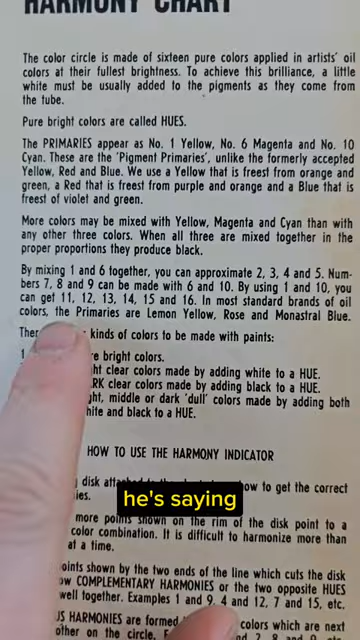 HARMONY CHART
The color circle is made of sixteen pure colors applied in artists' oil
colors at their fullest brightness. To achieve this brilliance, a little
white must be usually added to the pigments as they come from
the tube.
Pure bright colors are called HUES.
The PRIMARIES appear as No. 1 Yellow, No. 6 Magenta and No. 10
Cyan. These are the 'Pigment Primaries', unlike the formerly accepted
Yellow, Red and Blue. We use a Yellow that is freest from orange and
green, a Red that is freest from purple and orange and a Blue that is
freest of violet and green.
More colors may be mixed with Yellow, Magenta and Cyan than with
any other three colors. When all three are mixed together in the
proper proportions they produce black.
By mixing 1 and 6 together, you can approximate 2, 3, 4 and 5. Num-
bers 7, 8 and 9 can be made with 6 and 10. By using 1 and 10, you
can get 11, 12, 13, 14, 15 and 16. In most standard brands of oil
colors, the Primaries are Lemon Yellow, Rose and Monastral Blue.
kinds of colors to be made with paints:
1 bright colors.
clear colors made by adding white to a HUE.
clear colors made by adding black to a HUE.
middle or dark 'dull' colors made by adding both
and black to a HUE.
HOW TO USE THE HARMONY INDICATOR
disk how to get the correct
he's saying
more points shown on the rim of the disk point to a
color combination. It is difficult to harmonize more
at a time.
shown by the two ends of the line which cuts the disk
COMPLEMENTARY HARMONIES or the two opposite HUES
well together. Examples 1 and 9, 4 and 12, 7 and 15, etc.
HARMONIES are formed colors which are next
other on the circle.